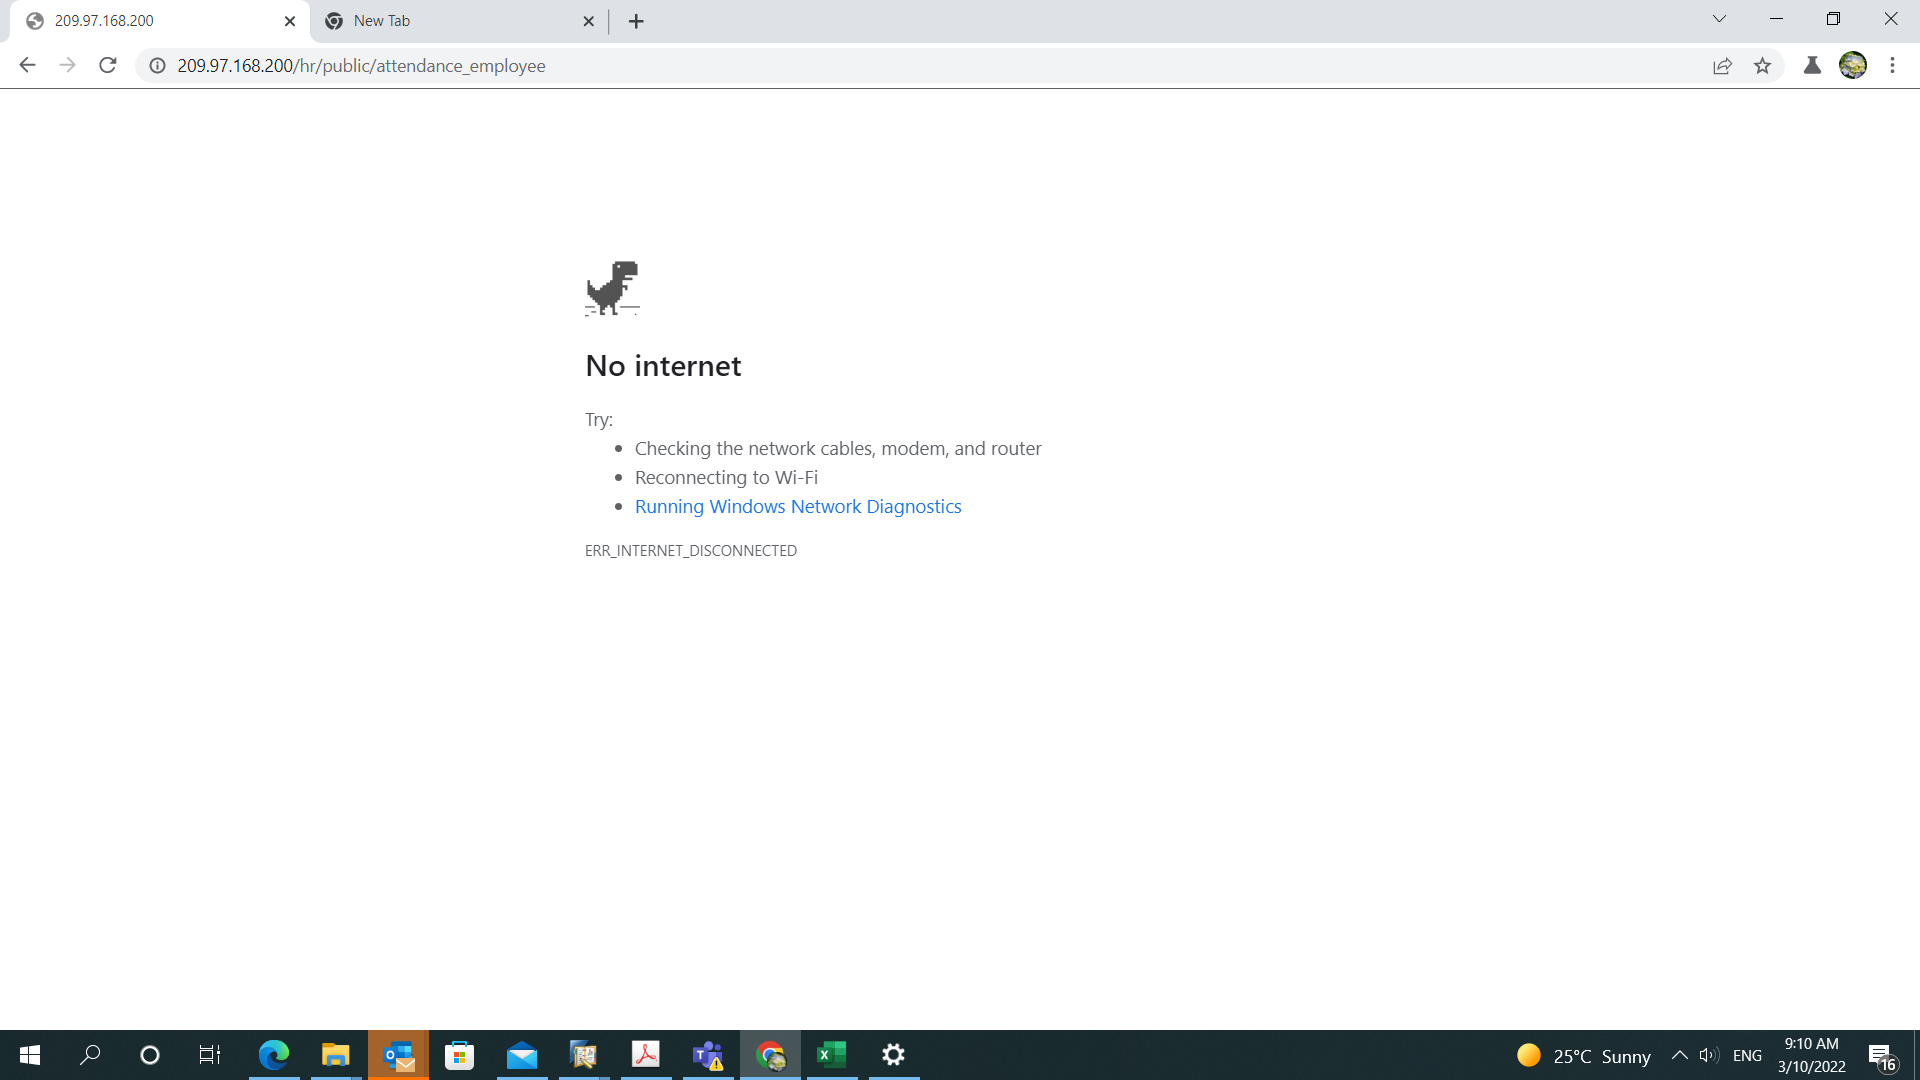 209.97.168.200
New Tab
209.97.168.200/hr/public/attendance_employee
No internet
Try:
Checking the network cables, modem, and router
Reconnecting to Wi-Fi
Running Windows Network Diagnostics
ERR_INTERNET_DISCONNECTED
25°C Sunny
ENG
9:10 AM
3/10/2022
16